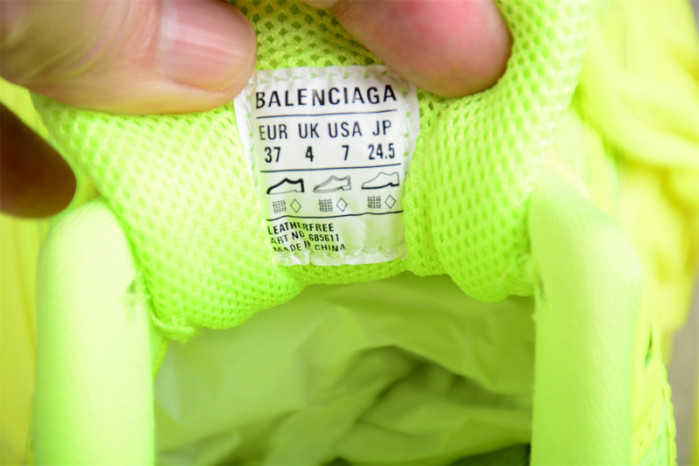 BALENCIAGA
EUR UK USA JP
37 4 7 24.5
LEATHERFREE
ART NO 685611
MADE IN CHINA